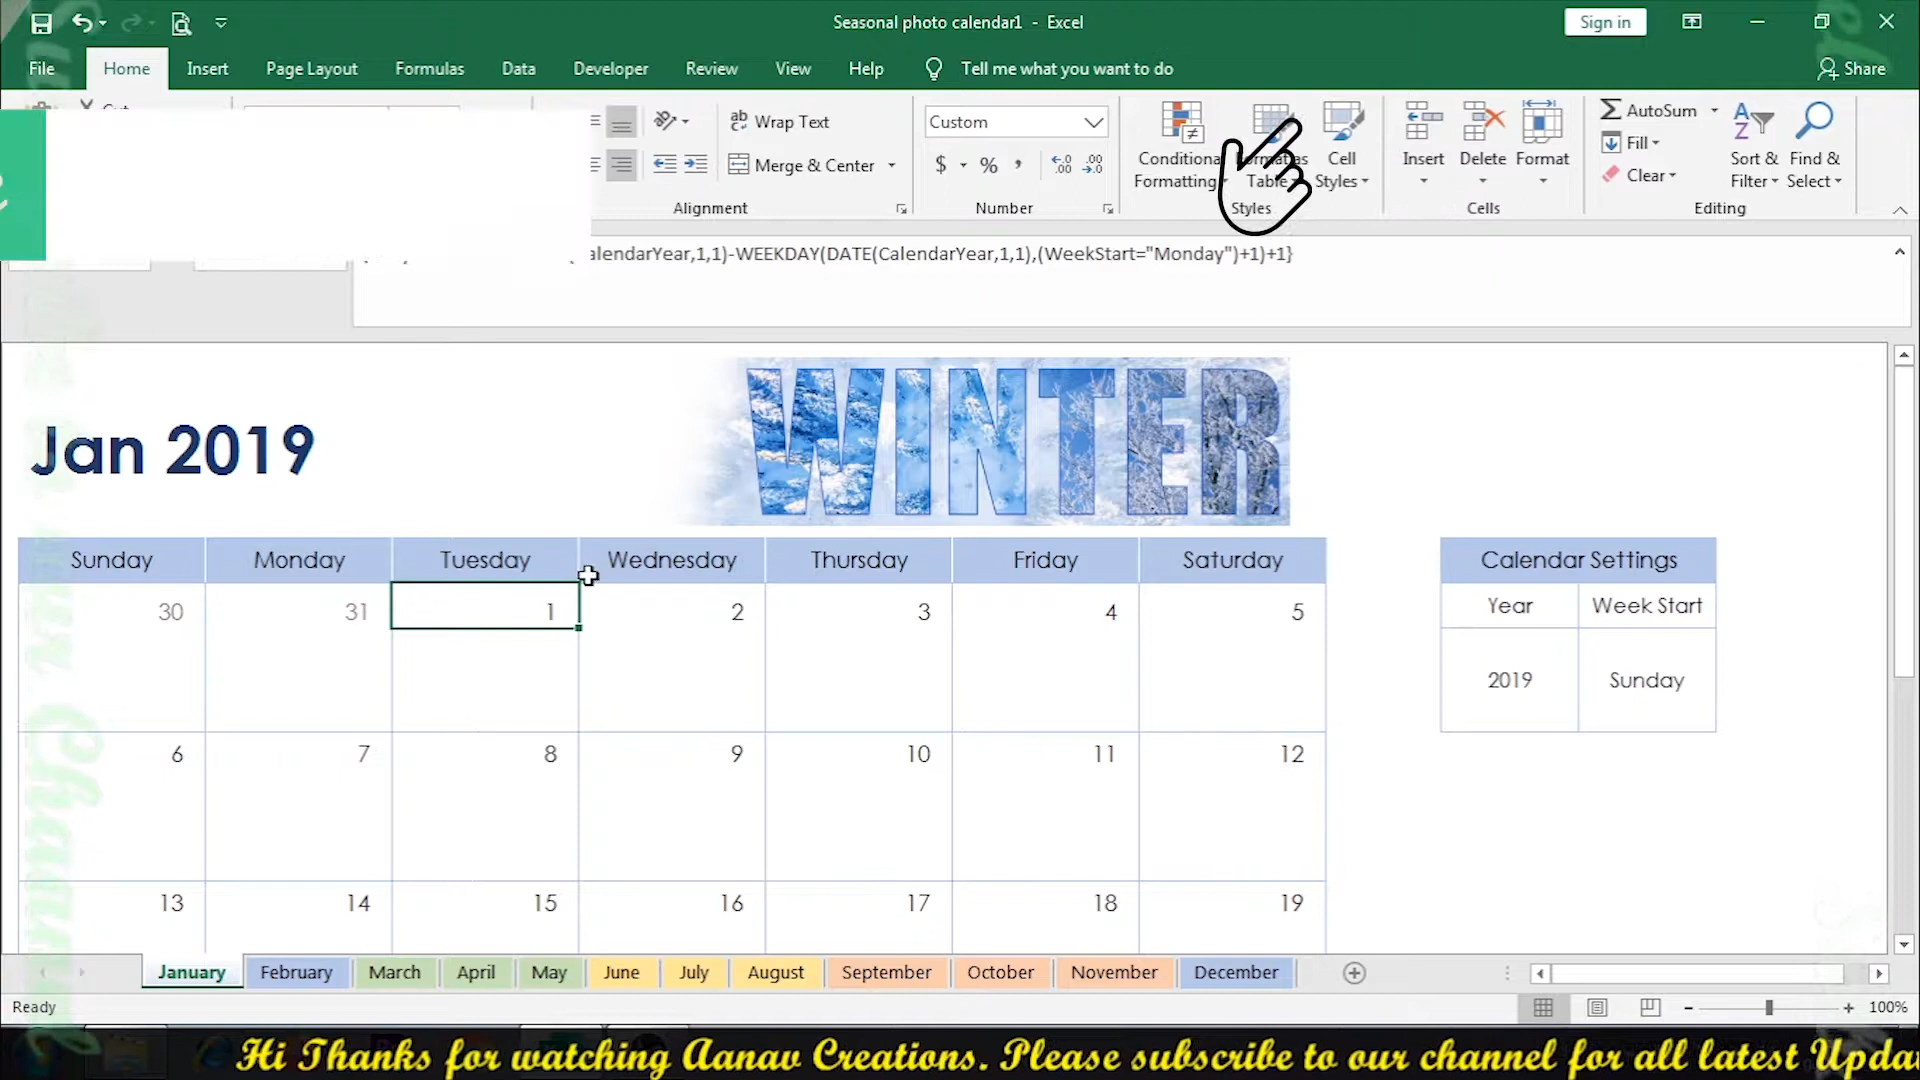 Seasonal photo calendar1 - Excel
Sign in
File Home Insert Page Layout Formulas Data Developer Review View Help Tell me what you want to do Share
Wrap Text
Merge & Center
Alignment
Custom
$ % ,
Number
Conditional Formatting
Format as Table
Cell Styles
Styles
Insert Delete Format
Cells
AutoSum
Fill
Clear
Sort & Filter
Find & Select
Editing
alendarYear,1,1)-WEEKDAY(DATE(CalendarYear,1,1),(WeekStart="Monday")+1)+1}
Jan 2019
WINTER
Sunday Monday Tuesday Wednesday Thursday Friday Saturday
30 31 1 2 3 4 5
6 7 8 9 10 11 12
13 14 15 16 17 18 19
Calendar Settings
Year Week Start
2019 Sunday
January February March April May June July August September October November December
Ready
100%
Hi Thanks for watching Aanav Creations. Please subscribe to our channel for all latest Upda